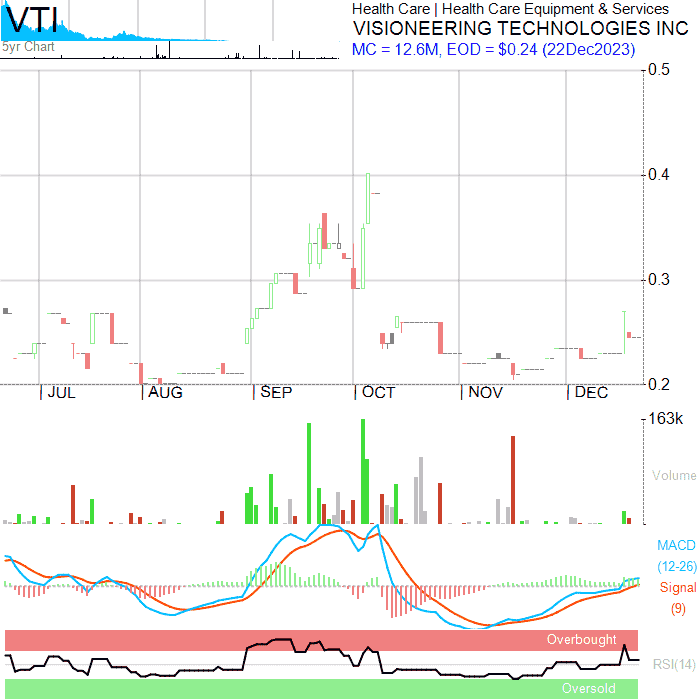 VTI
5yr Chart
Health Care | Health Care Equipment & Services
VISIONEERING TECHNOLOGIES INC
MC = 12.6M, EOD = $0.24 (22Dec2023)
0.5
0.4
0.3
0.2
| JUL | AUG | SEP | OCT | NOV | DEC
163k
Volume
MACD
(12-26)
Signal
(9)
Overbought
RSI(14)
Oversold